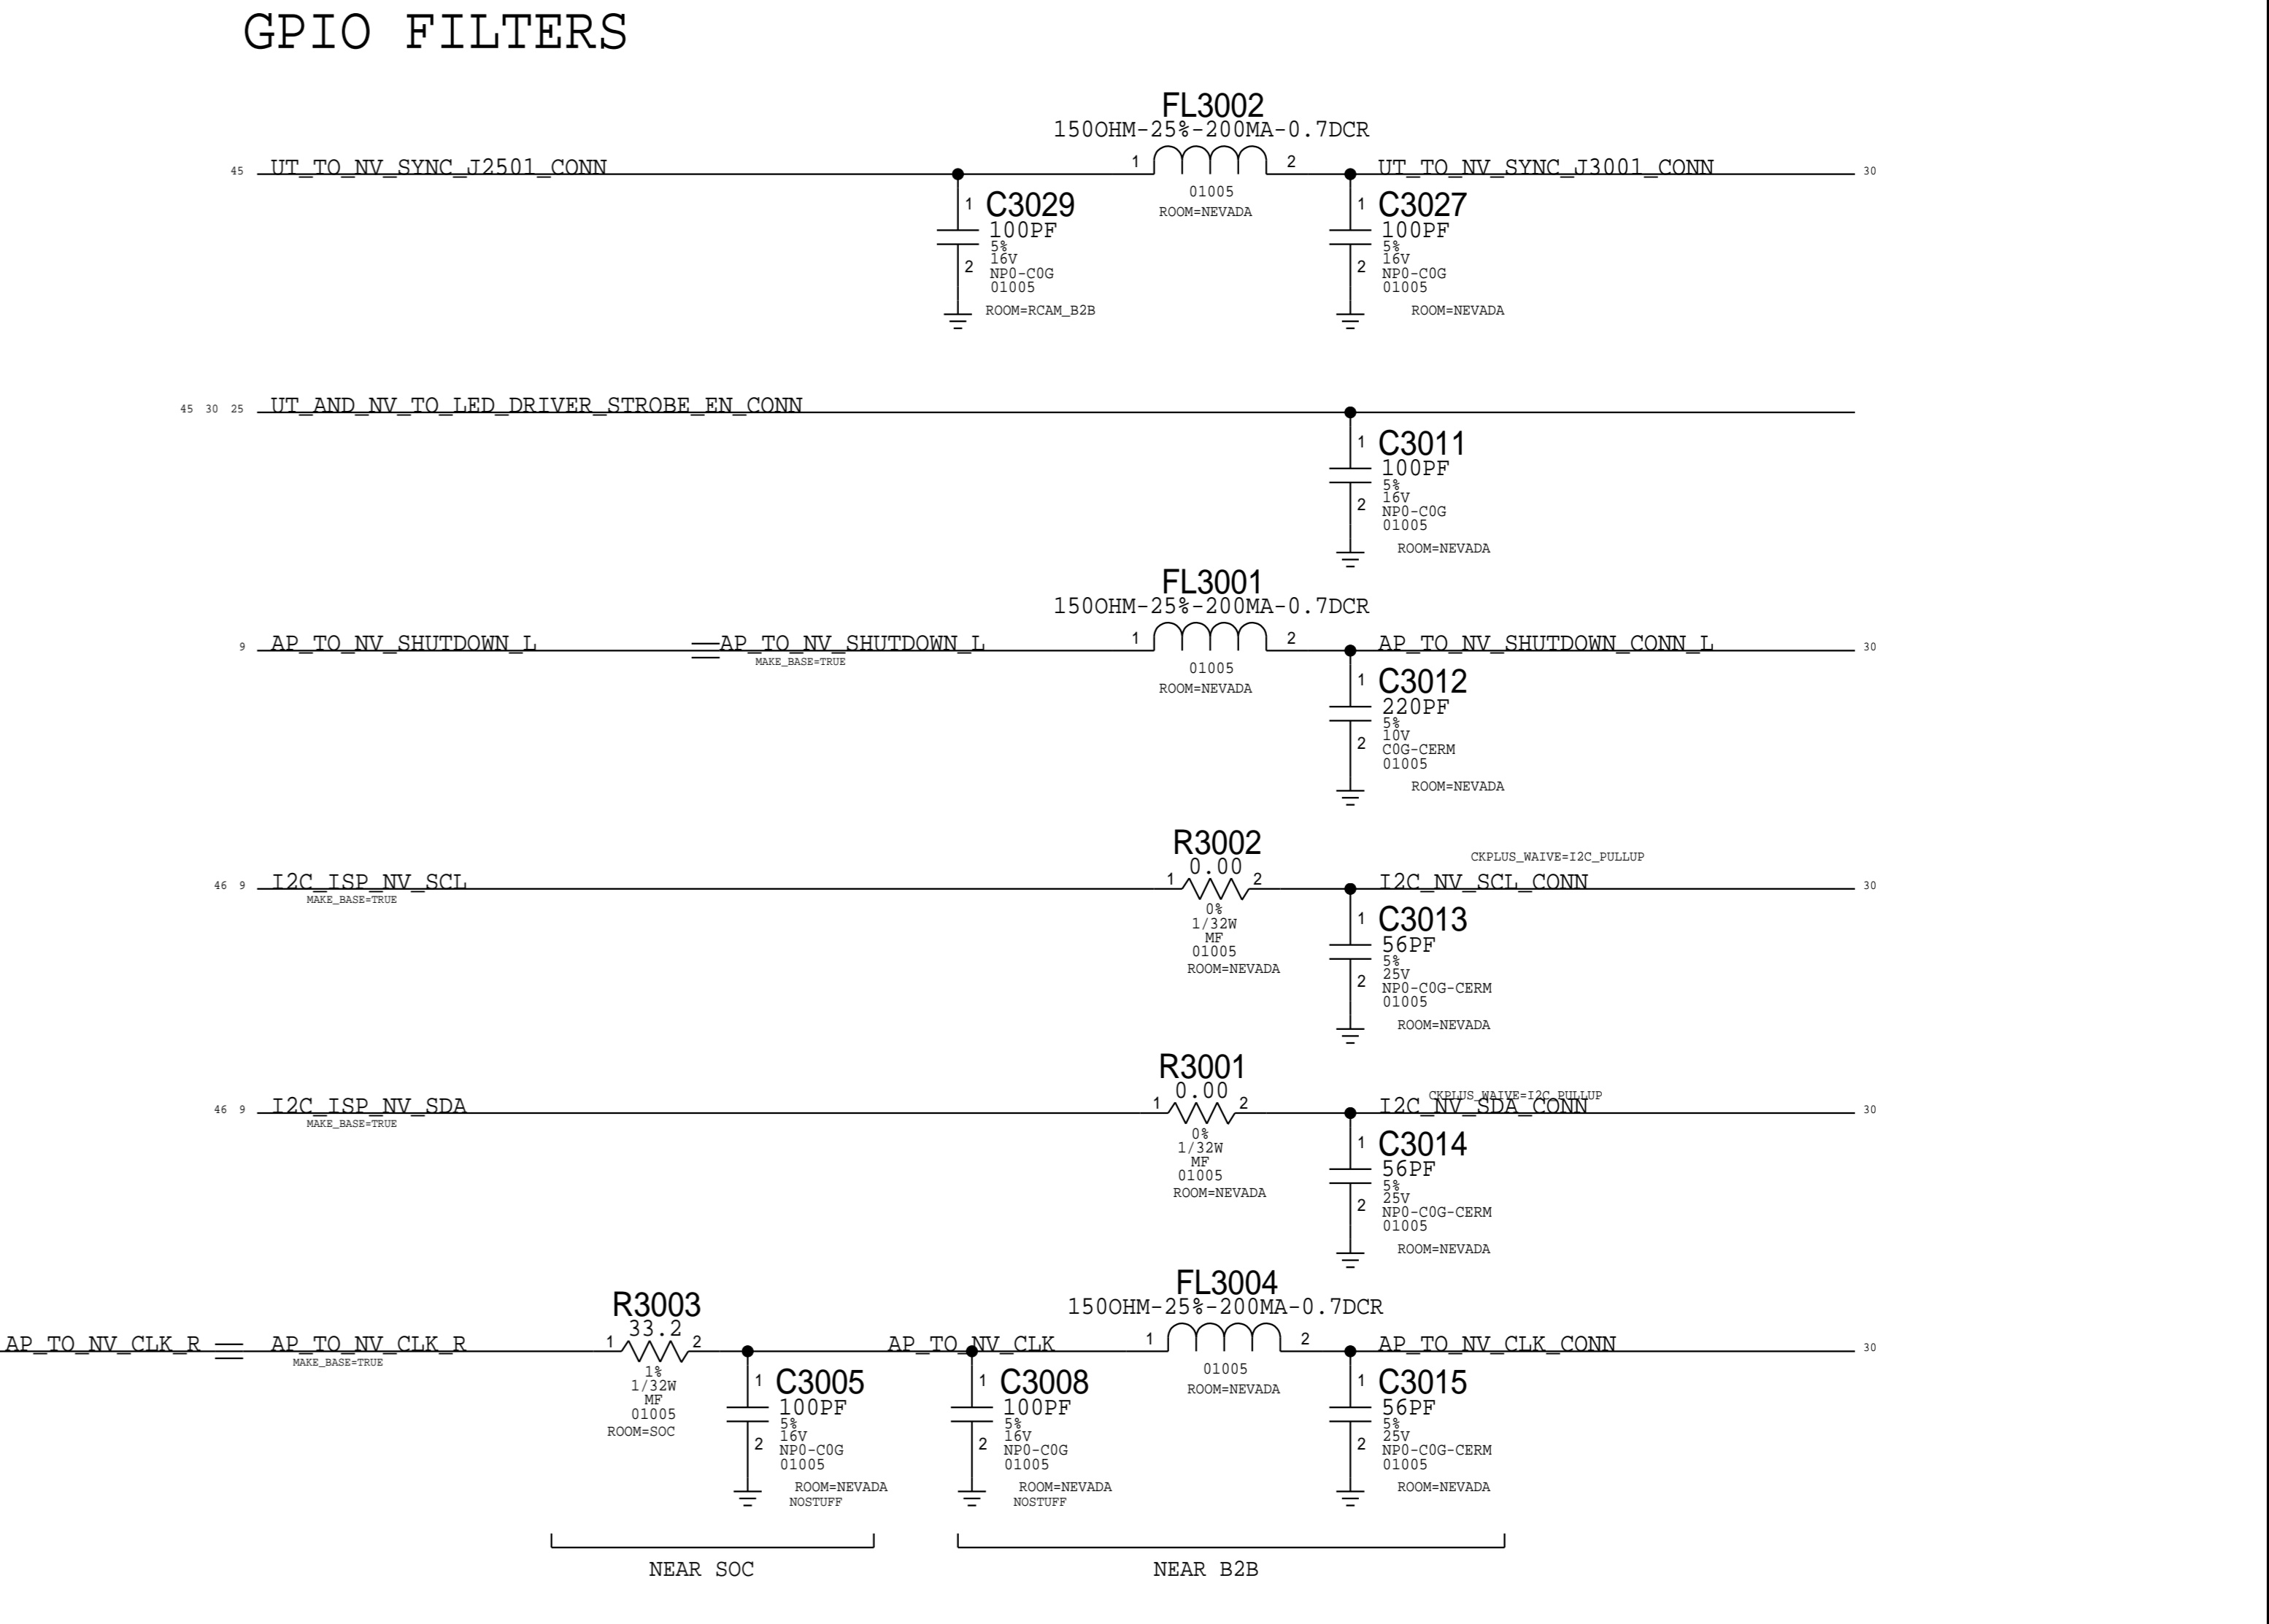 GPIO FILTERS
FL3002
150OHM-25%-200MA-0.7DCR
45 UT_TO_NV_SYNC_J2501_CONN
1 2
UT_TO_NV_SYNC_J3001_CONN 30
01005
ROOM=NEVADA
1 C3029
100PF
5%
16V
2 NP0-C0G
01005
ROOM=RCAM_B2B
1 C3027
100PF
5%
16V
2 NP0-C0G
01005
ROOM=NEVADA
45 30 25 UT_AND_NV_TO_LED_DRIVER_STROBE_EN_CONN
1 C3011
100PF
5%
16V
2 NP0-C0G
01005
ROOM=NEVADA
FL3001
150OHM-25%-200MA-0.7DCR
9 AP_TO_NV_SHUTDOWN_L
AP_TO_NV_SHUTDOWN_L
MAKE_BASE=TRUE
1 2
AP_TO_NV_SHUTDOWN_CONN_L 30
01005
ROOM=NEVADA
1 C3012
220PF
5%
10V
2 C0G-CERM
01005
ROOM=NEVADA
R3002
0.00
CKPLUS_WAIVE=I2C_PULLUP
46 9 I2C_ISP_NV_SCL
MAKE_BASE=TRUE
1 2
I2C_NV_SCL_CONN 30
0%
1/32W
MF
01005
ROOM=NEVADA
1 C3013
56PF
5%
25V
2 NP0-C0G-CERM
01005
ROOM=NEVADA
R3001
0.00
CKPLUS_WAIVE=I2C_PULLUP
46 9 I2C_ISP_NV_SDA
MAKE_BASE=TRUE
1 2
I2C_NV_SDA_CONN 30
0%
1/32W
MF
01005
ROOM=NEVADA
1 C3014
56PF
5%
25V
2 NP0-C0G-CERM
01005
ROOM=NEVADA
AP_TO_NV_CLK_R
AP_TO_NV_CLK_R
MAKE_BASE=TRUE
R3003
33.2
1 2
1%
1/32W
MF
01005
ROOM=SOC
1 C3005
100PF
5%
16V
2 NP0-C0G
01005
ROOM=NEVADA
NOSTUFF
AP_TO_NV_CLK
1 C3008
100PF
5%
16V
2 NP0-C0G
01005
ROOM=NEVADA
NOSTUFF
FL3004
150OHM-25%-200MA-0.7DCR
1 2
01005
ROOM=NEVADA
AP_TO_NV_CLK_CONN 30
1 C3015
56PF
5%
25V
2 NP0-C0G-CERM
01005
ROOM=NEVADA
NEAR SOC
NEAR B2B